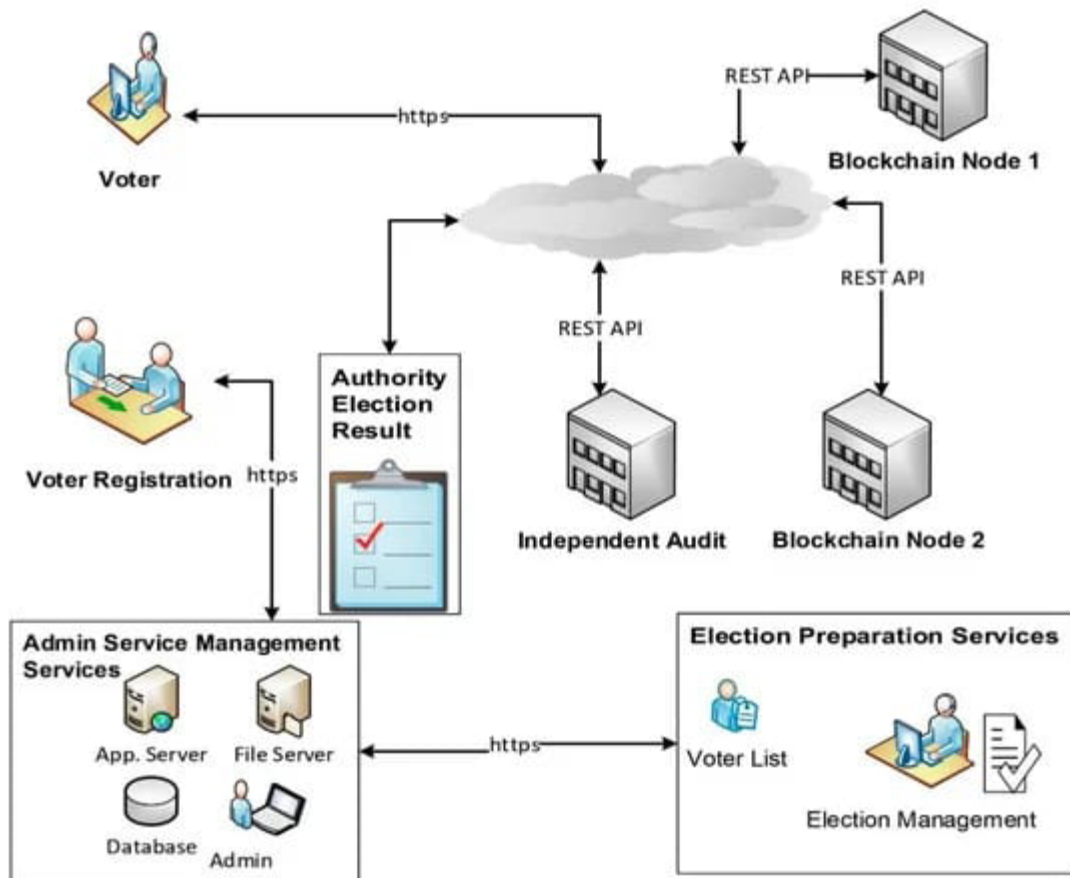 REST API
https
Blockchain Node 1
Voter
REST API
REST API
Authority
Election
Result
Voter Registration
https
Independent Audit
Blockchain Node 2
Admin Service Management
Services
App. Server
File Server
Database
Admin
https
Election Preparation Services
Voter List
Election Management